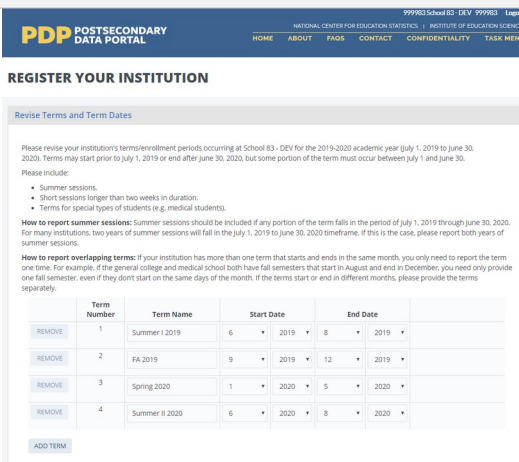 999983 School 83 - DEV 999983 Logo
NATIONAL CENTER FOR EDUCATION STATISTICS | INSTITUTE OF EDUCATION SCIENC
PDP POSTSECONDARY
DATA PORTAL
HOME ABOUT FAQS CONTACT CONFIDENTIALITY TASK MEN
REGISTER YOUR INSTITUTION
Revise Terms and Term Dates
Please revise your institution's terms/enrollment periods occurring at School 83 - DEV for the 2019-2020 academic year (July 1, 2019 to June 30,
2020). Terms may start prior to July 1, 2019 or end after June 30, 2020, but some portion of the term must occur between July 1 and June 30.
Please include:
• Summer sessions.
• Short sessions longer than two weeks in duration.
• Terms for special types of students (e.g. medical students).
How to report summer sessions: Summer sessions should be included if any portion of the term falls in the period of July 1, 2019 through June 30, 2020.
For many institutions, two years of summer sessions will fall in the July 1, 2019 to June 30, 2020 timeframe, if this is the case, please report both years of
summer sessions.
How to report overlapping terms: If your institution has more than one term that starts and ends in the same month, you only need to report the term
one time. For example, if the general college and medical school both have fall semesters that start in August and end in December, you need only provide
one fall semester, even if they don't start on the same days of the month. If the terms start or end in different months, please provide the terms
separately.
Term
Number Term Name Start Date End Date
REMOVE 1 Summer I 2019 6 2019 8 2019
REMOVE 2 FA 2019 9 2019 12 2019
REMOVE 3 Spring 2020 1 2020 5 2020
REMOVE 4 Summer II 2020 6 2020 8 2020
ADD TERM